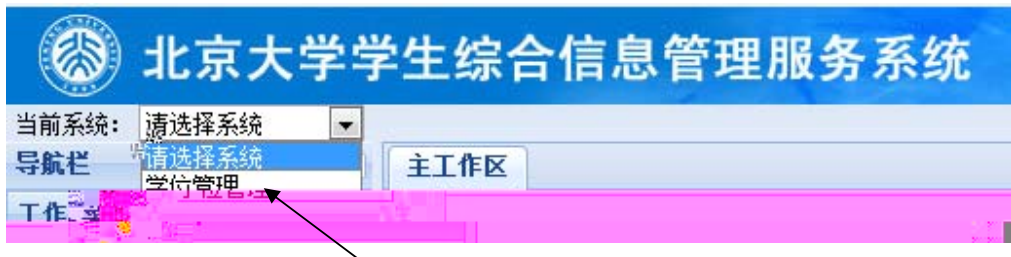 北京大学学生综合信息管理服务系统
当前系统： 请选择系统
请选择系统
导航栏
主工作区
学位管理
工作